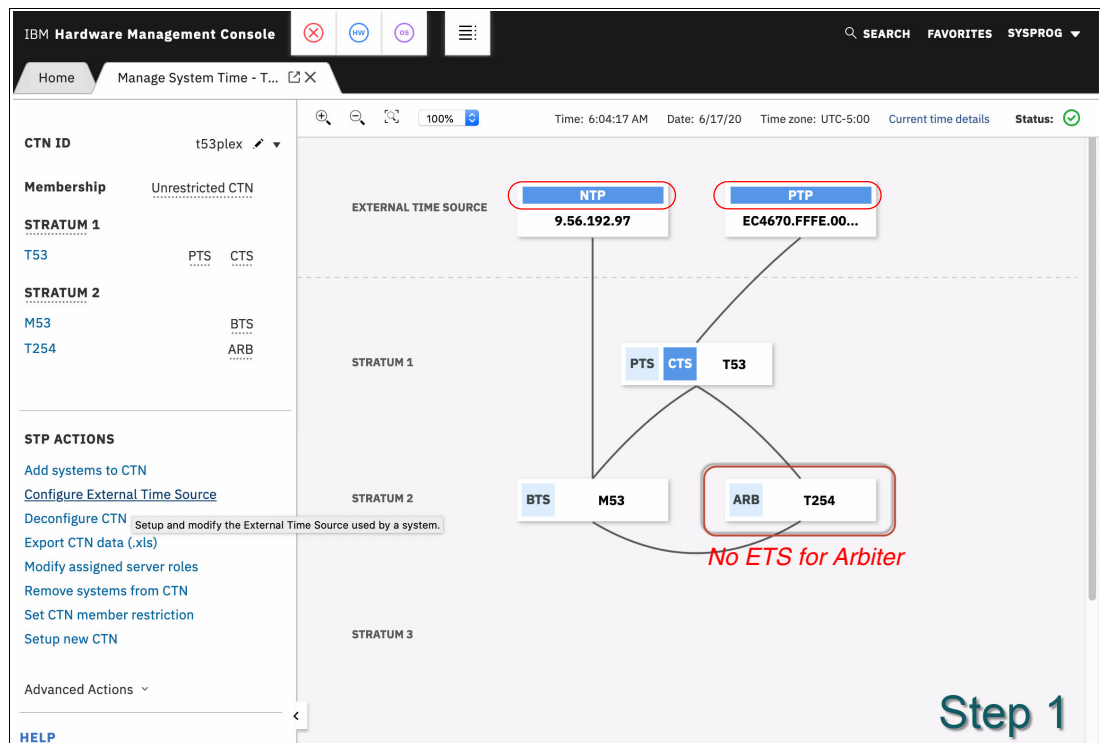 IBM Hardware Management Console
HW
OS
SEARCH FAVORITES SYSPROG
Home
Manage System Time - T...
100%
Time: 6:04:17 AM Date: 6/17/20 Time zone: UTC-5:00 Current time details Status:
CTN ID t53plex
Membership Unrestricted CTN
STRATUM 1
T53 PTS CTS
STRATUM 2
M53 BTS
T254 ARB
STP ACTIONS
Add systems to CTN
Configure External Time Source
Deconfigure CTN
Setup and modify the External Time Source used by a system.
Export CTN data (.xls)
Modify assigned server roles
Remove systems from CTN
Set CTN member restriction
Setup new CTN
Advanced Actions
HELP
EXTERNAL TIME SOURCE
NTP
9.56.192.97
PTP
EC4670.FFFE.00...
STRATUM 1
PTS CTS T53
STRATUM 2
BTS M53
ARB T254
No ETS for Arbiter
STRATUM 3
Step 1